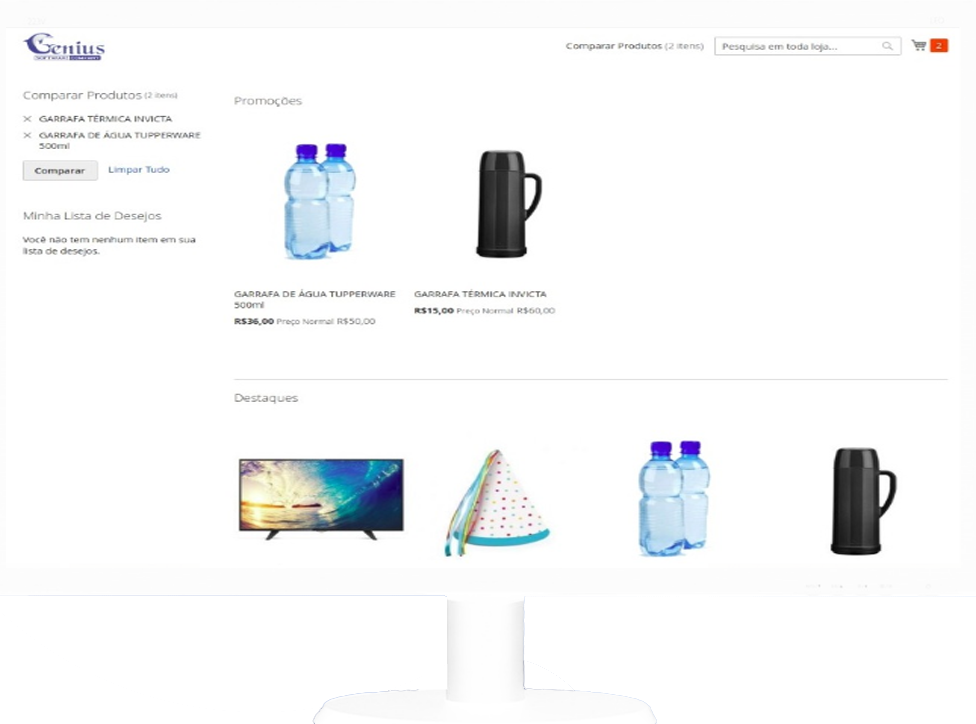 Genius
SOFTWARE
Comparar Produtos (2 itens)
Pesquisa em toda loja...
2
Comparar Produtos (2 itens)
× GARRAFA TÉRMICA INVICTA
× GARRAFA DE ÁGUA TUPPERWARE
500ml
Comparar
Limpar Tudo
Minha Lista de Desejos
Você não tem nenhum item em sua
lista de desejos.
Promoções
GARRAFA DE ÁGUA TUPPERWARE
500ml
R$36,00 Preço Normal R$50,00
GARRAFA TÉRMICA INVICTA
R$15,00 Preço Normal R$60,00
Destaques